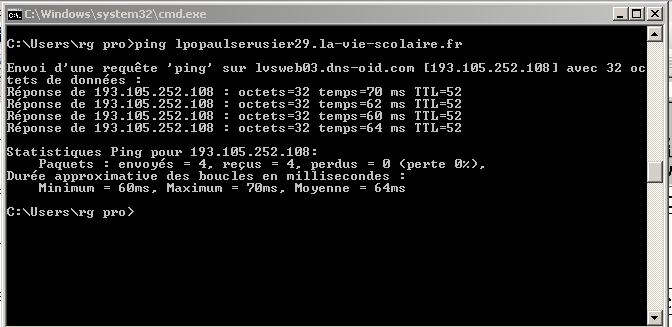 C:\Windows\system32\cmd.exe
C:\Users\rg pro>ping lpopaulserusier29.la-vie-scolaire.fr
Envoi d'une requête 'ping' sur lvsweb03.dns-oid.com [193.105.252.108] avec 32 oc
tets de données :
Réponse de 193.105.252.108 : octets=32 temps=70 ms TTL=52
Réponse de 193.105.252.108 : octets=32 temps=62 ms TTL=52
Réponse de 193.105.252.108 : octets=32 temps=60 ms TTL=52
Réponse de 193.105.252.108 : octets=32 temps=64 ms TTL=52
Statistiques Ping pour 193.105.252.108:
Paquets : envoyés = 4, reçus = 4, perdus = 0 (perte 0%),
Durée approximative des boucles en millisecondes :
Minimum = 60ms, Maximum = 70ms, Moyenne = 64ms
C:\Users\rg pro>